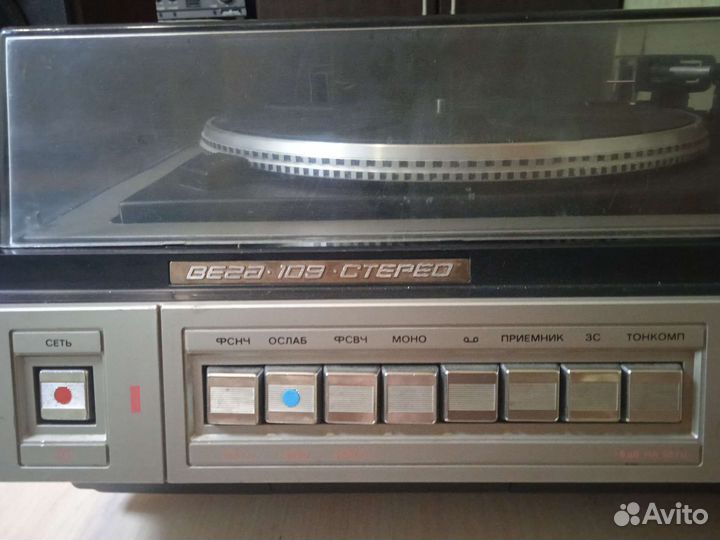 ВЕГА · 109 · СТЕРЕО
СЕТЬ
ФСНЧ ОСЛАБ ФСВЧ МОНО ПРИЕМНИК ЗС ТОНКОМП
Avito